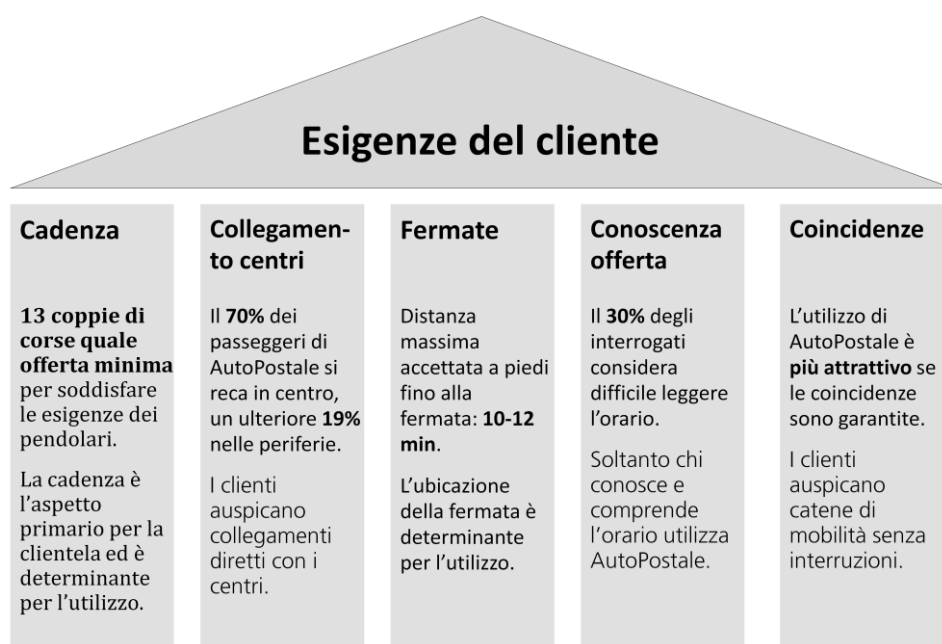 Esigenze del cliente
Cadenza
13 coppie di
corse quale
offerta minima
per soddisfare
le esigenze dei
pendolari.
La cadenza è
l'aspetto
primario per la
clientela ed è
determinante
per l'utilizzo.
Collegamen-
to centri
Il 70% dei
passeggeri di
AutoPostale si
reca in centro,
un ulteriore 19%
nelle periferie.
I clienti
auspicano
collegamenti
diretti con i
centri.
Fermate
Distanza
massima
accettata a piedi
fino alla
fermata: 10-12
min.
L'ubicazione
della fermata è
determinante
per l'utilizzo.
Conoscenza
offerta
Il 30% degli
interrogati
considera
difficile leggere
l'orario.
Soltanto chi
conosce e
comprende
l'orario utilizza
AutoPostale.
Coincidenze
L'utilizzo di
AutoPostale è
più attrattivo se
le coincidenze
sono garantite.
I clienti
auspicano
catene di
mobilità senza
interruzioni.